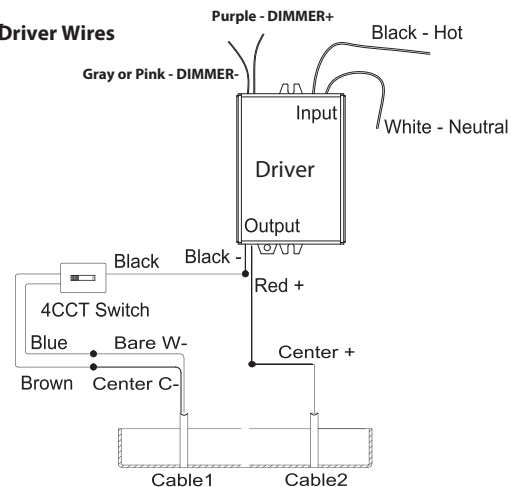 Purple - DIMMER+
Driver Wires
Black - Hot
Gray or Pink - DIMMER-
Input
White - Neutral
Driver
Output
Black
Black -
Red +
4CCT Switch
Blue
Bare W-
Center +
Brown
Center C-
Cable1
Cable2